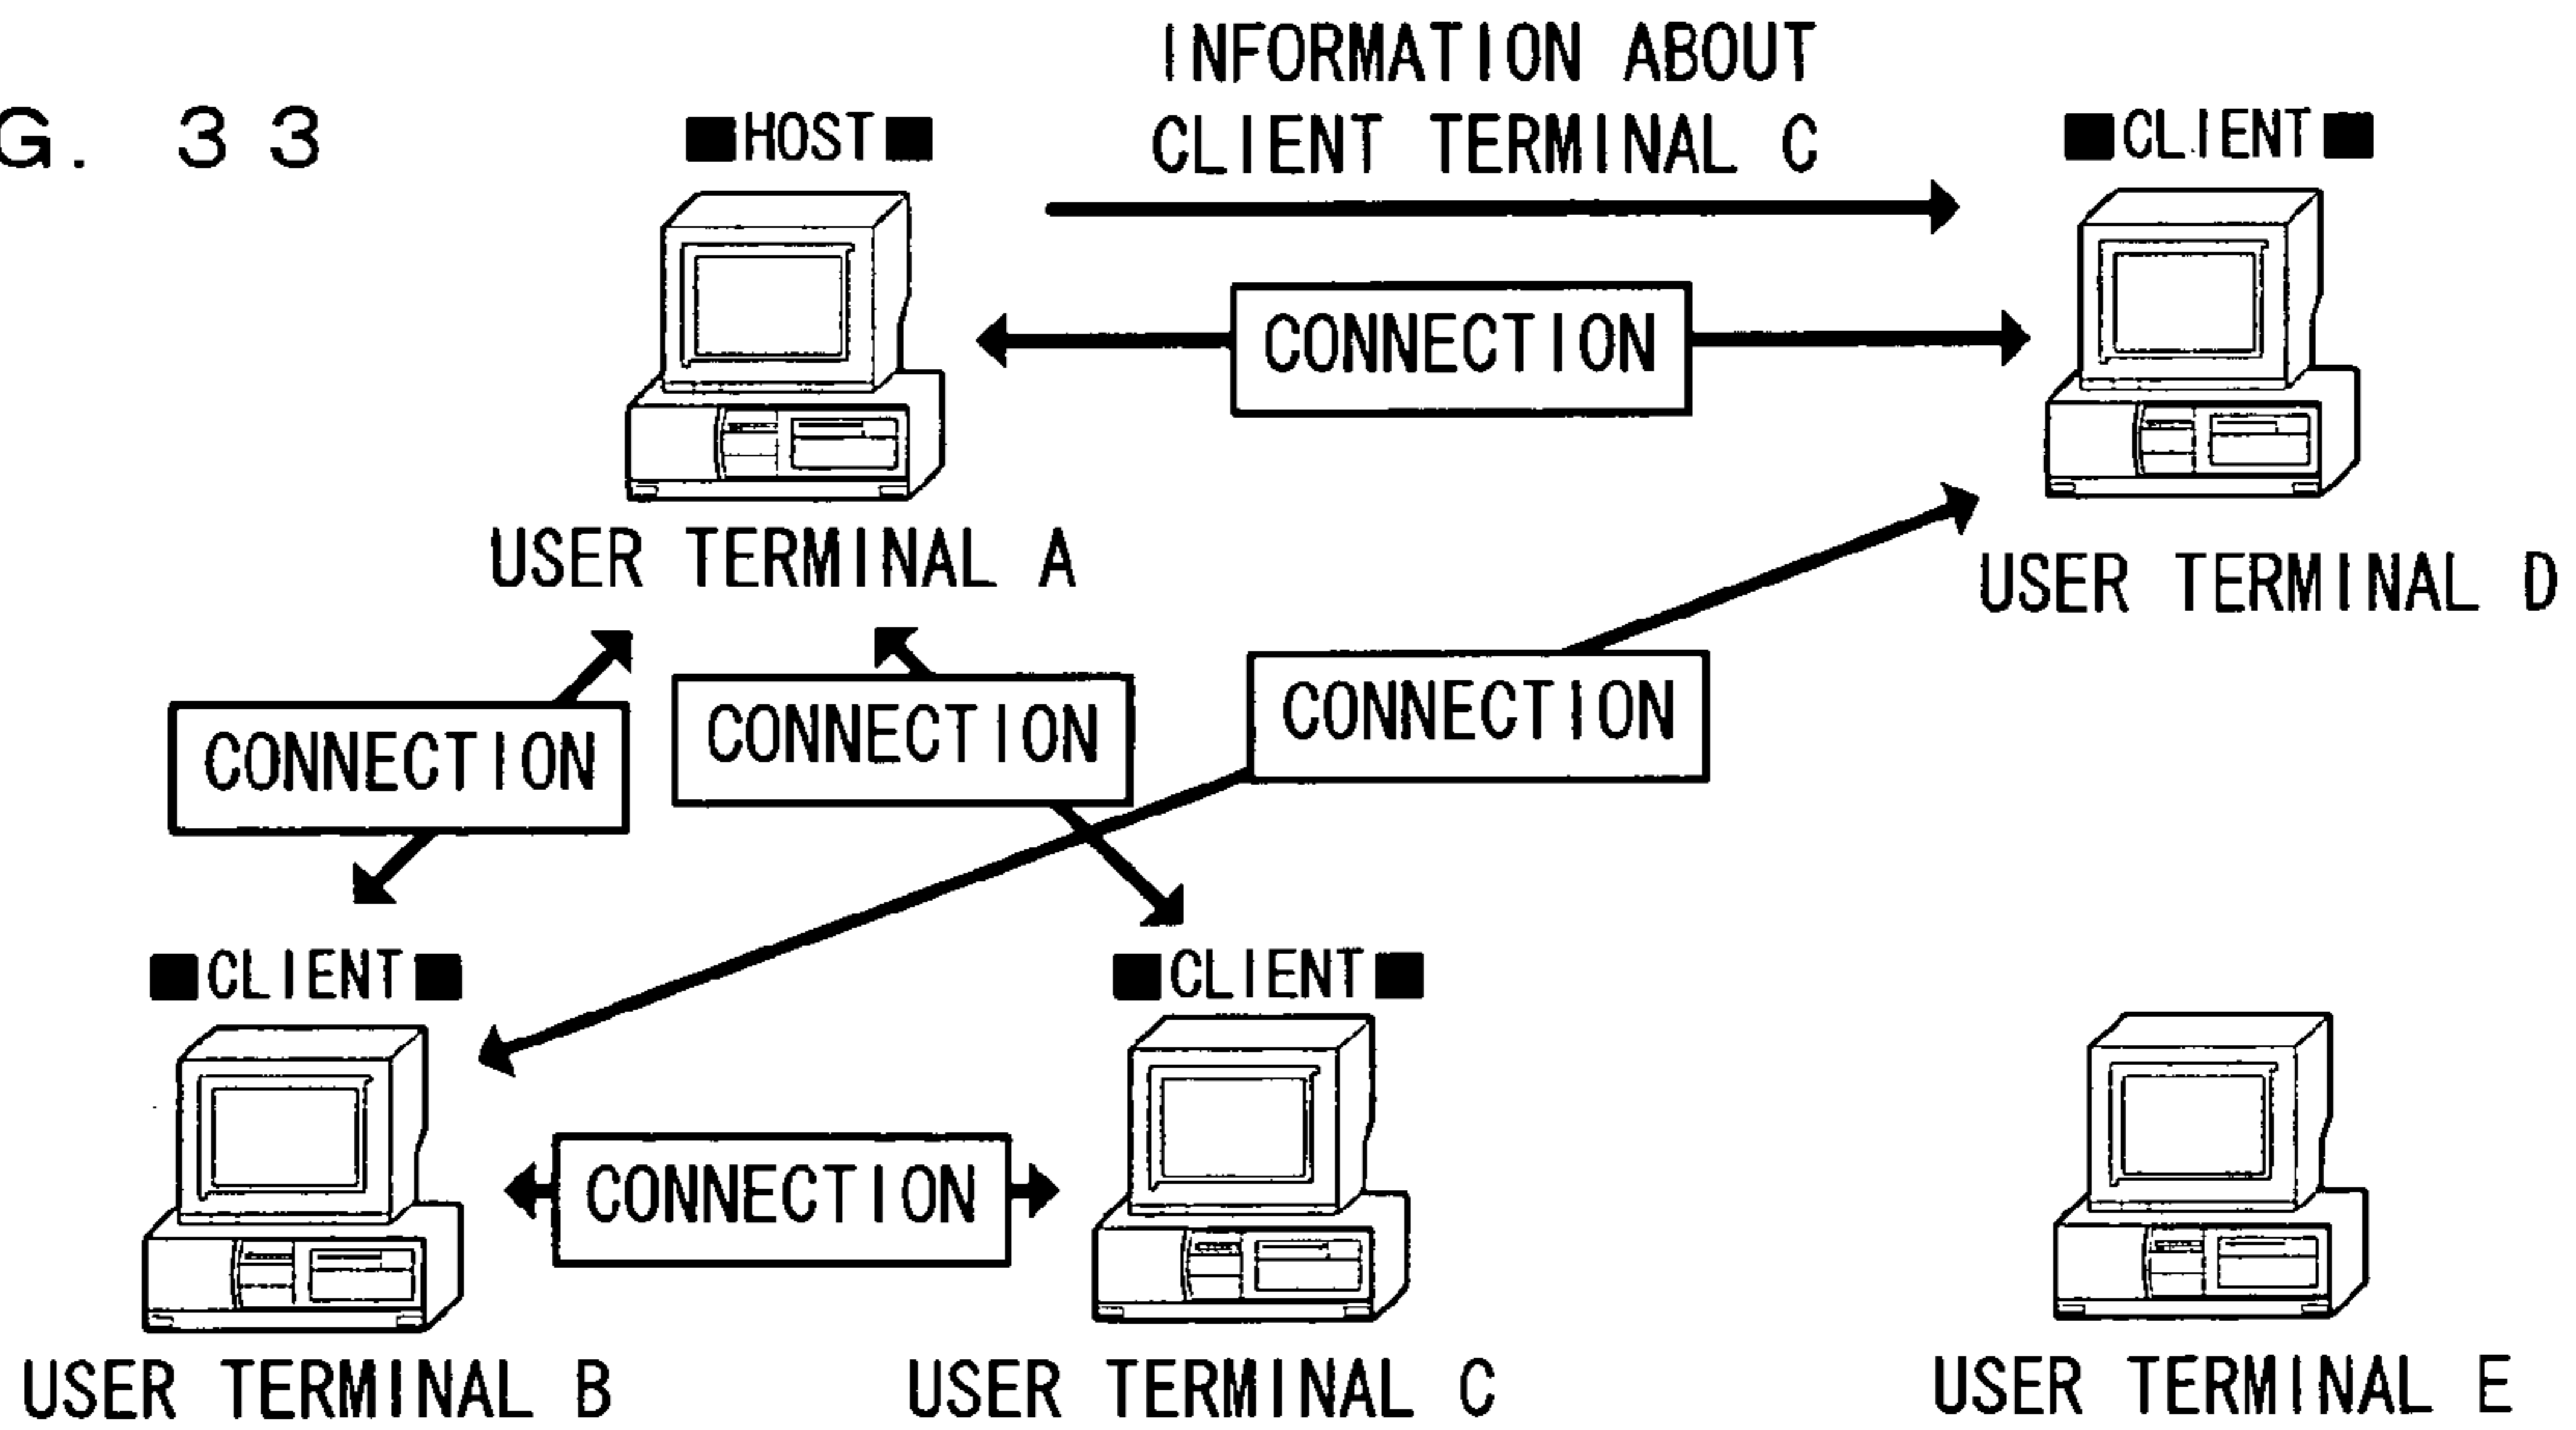 G. 33
INFORMATION ABOUT
CLIENT TERMINAL C
■HOST■
■CLIENT■
CONNECTION
USER TERMINAL A
USER TERMINAL D
CONNECTION
CONNECTION
CONNECTION
■CLIENT■
■CLIENT■
CONNECTION
USER TERMINAL B
USER TERMINAL C
USER TERMINAL E